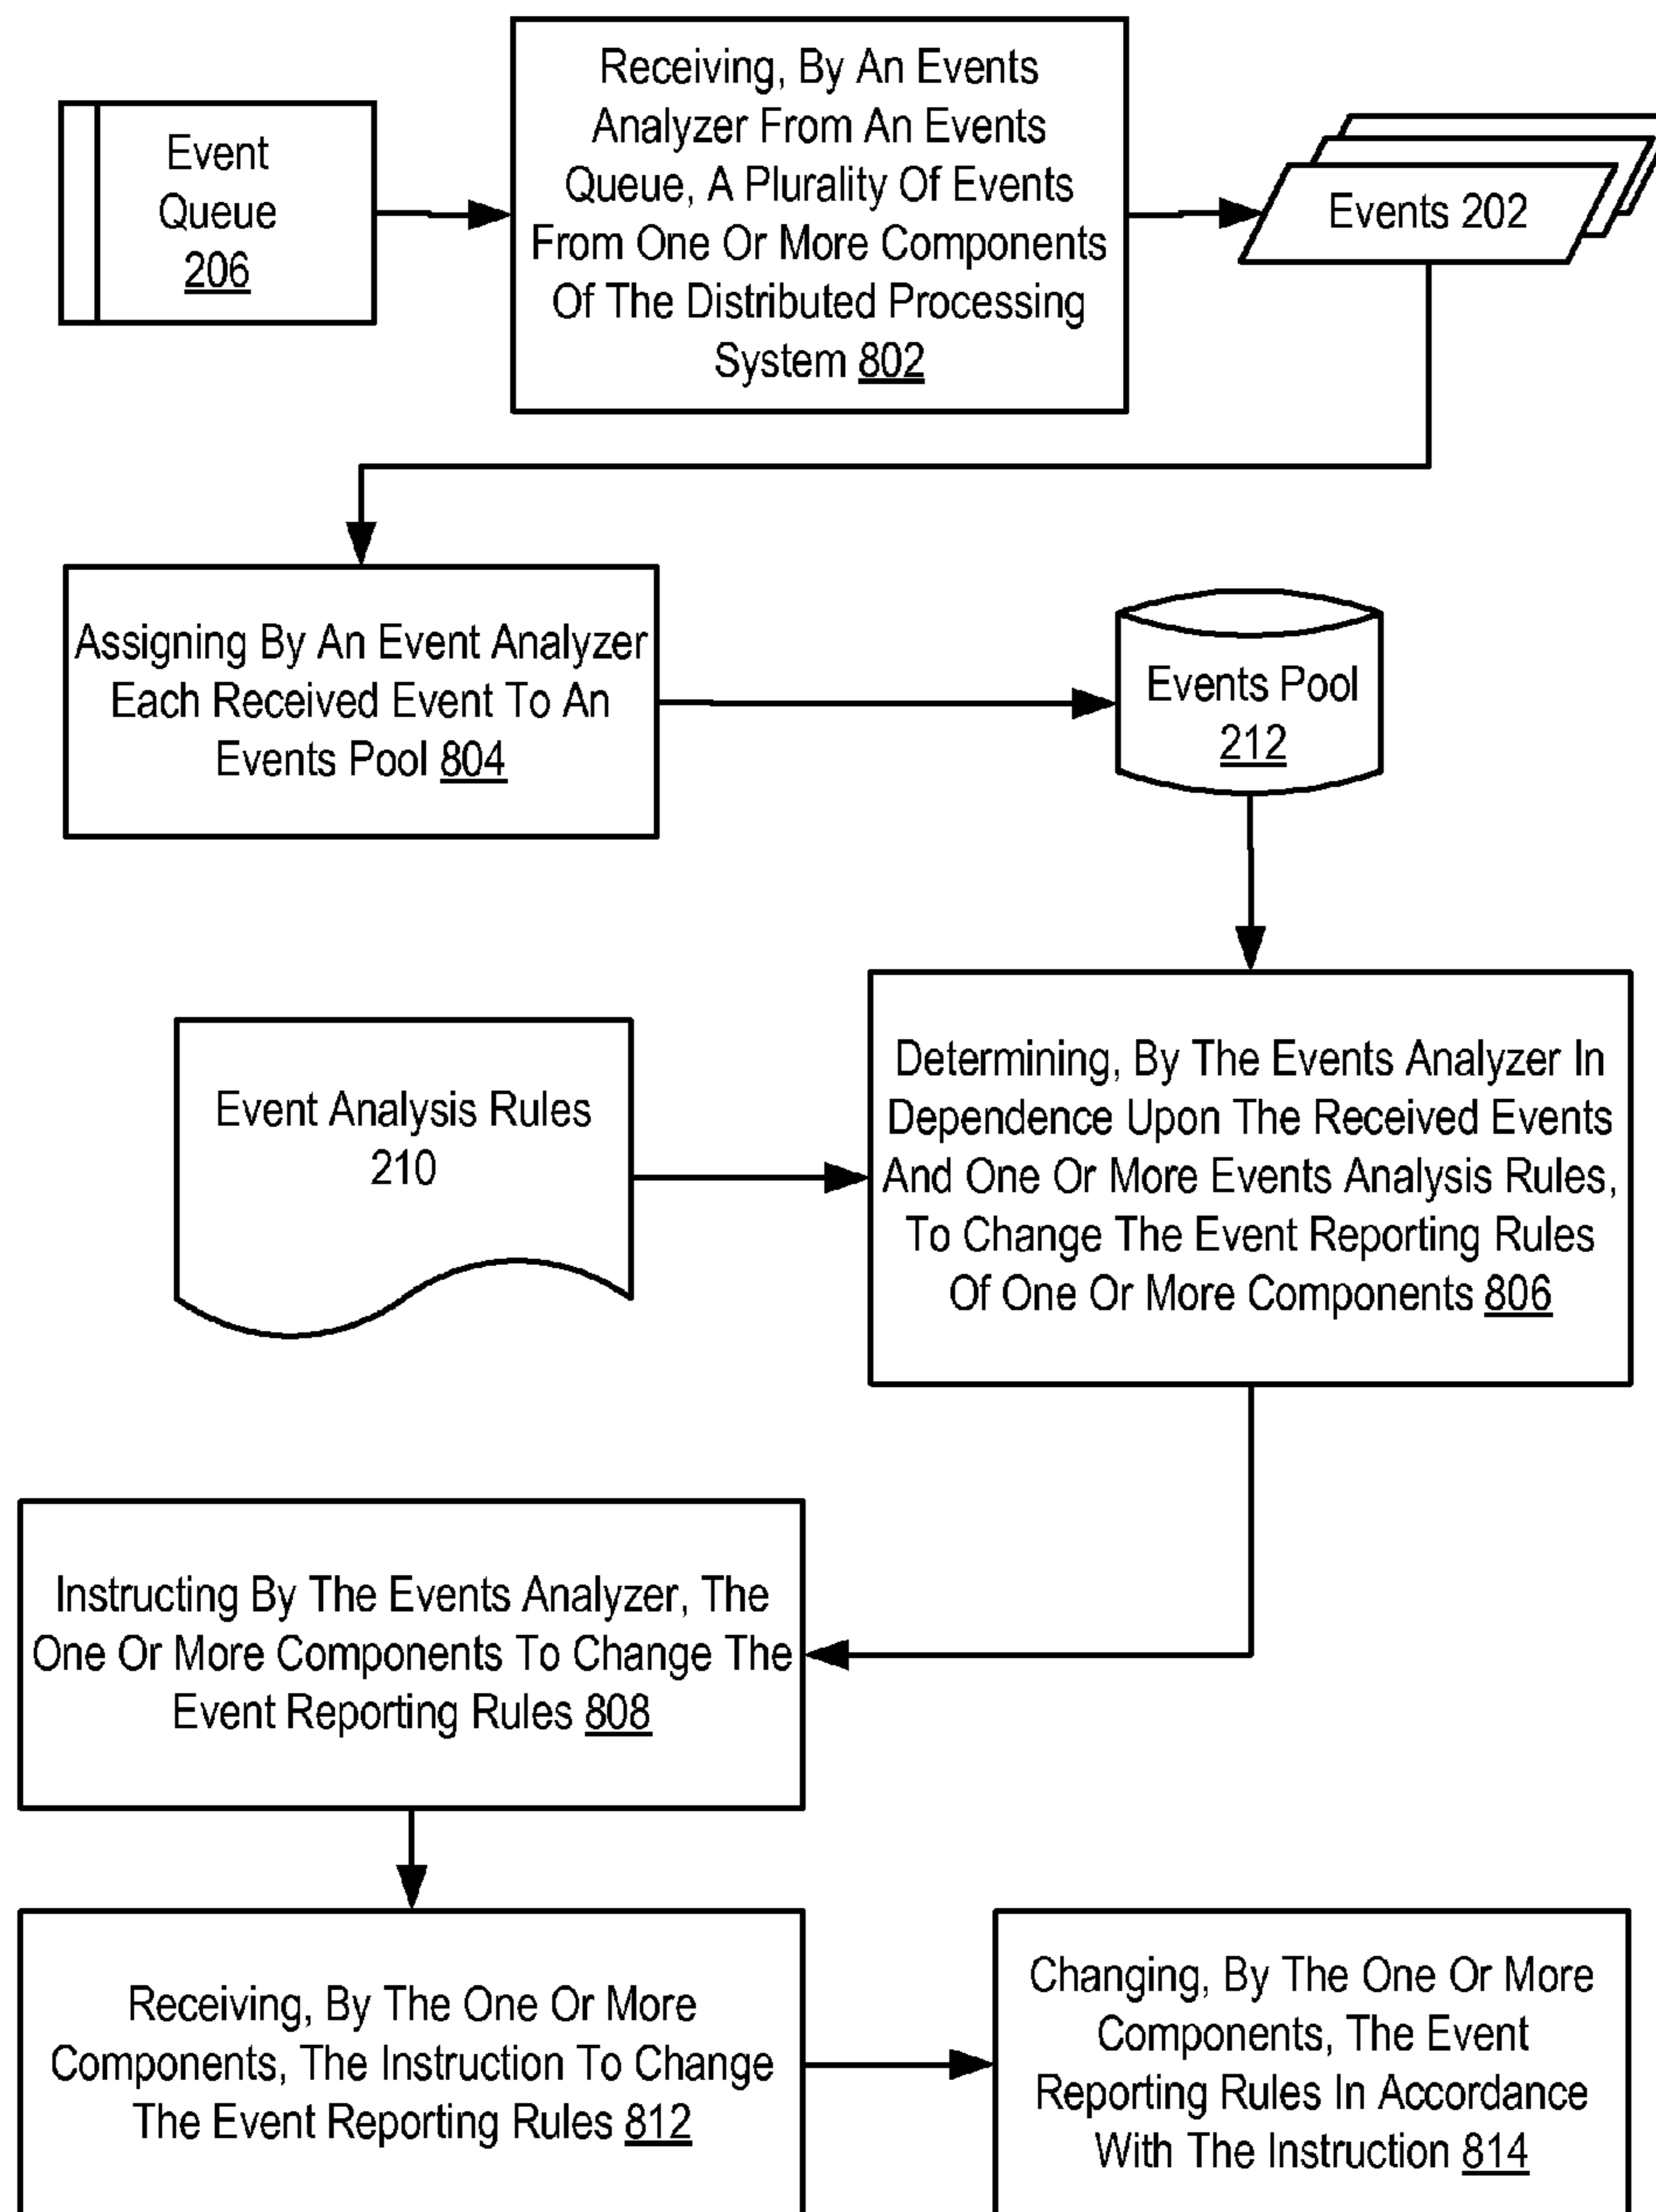 Event
Queue
206
Receiving, By An Events
Analyzer From An Events
Queue, A Plurality Of Events
From One Or More Components
Of The Distributed Processing
System 802
Events 202
Assigning By An Event Analyzer
Each Received Event To An
Events Pool 804
Events Pool
212
Event Analysis Rules
210
Determining, By The Events Analyzer In
Dependence Upon The Received Events
And One Or More Events Analysis Rules,
To Change The Event Reporting Rules
Of One Or More Components 806
Instructing By The Events Analyzer, The
One Or More Components To Change The
Event Reporting Rules 808
Receiving, By The One Or More
Components, The Instruction To Change
The Event Reporting Rules 812
Changing, By The One Or More
Components, The Event
Reporting Rules In Accordance
With The Instruction 814